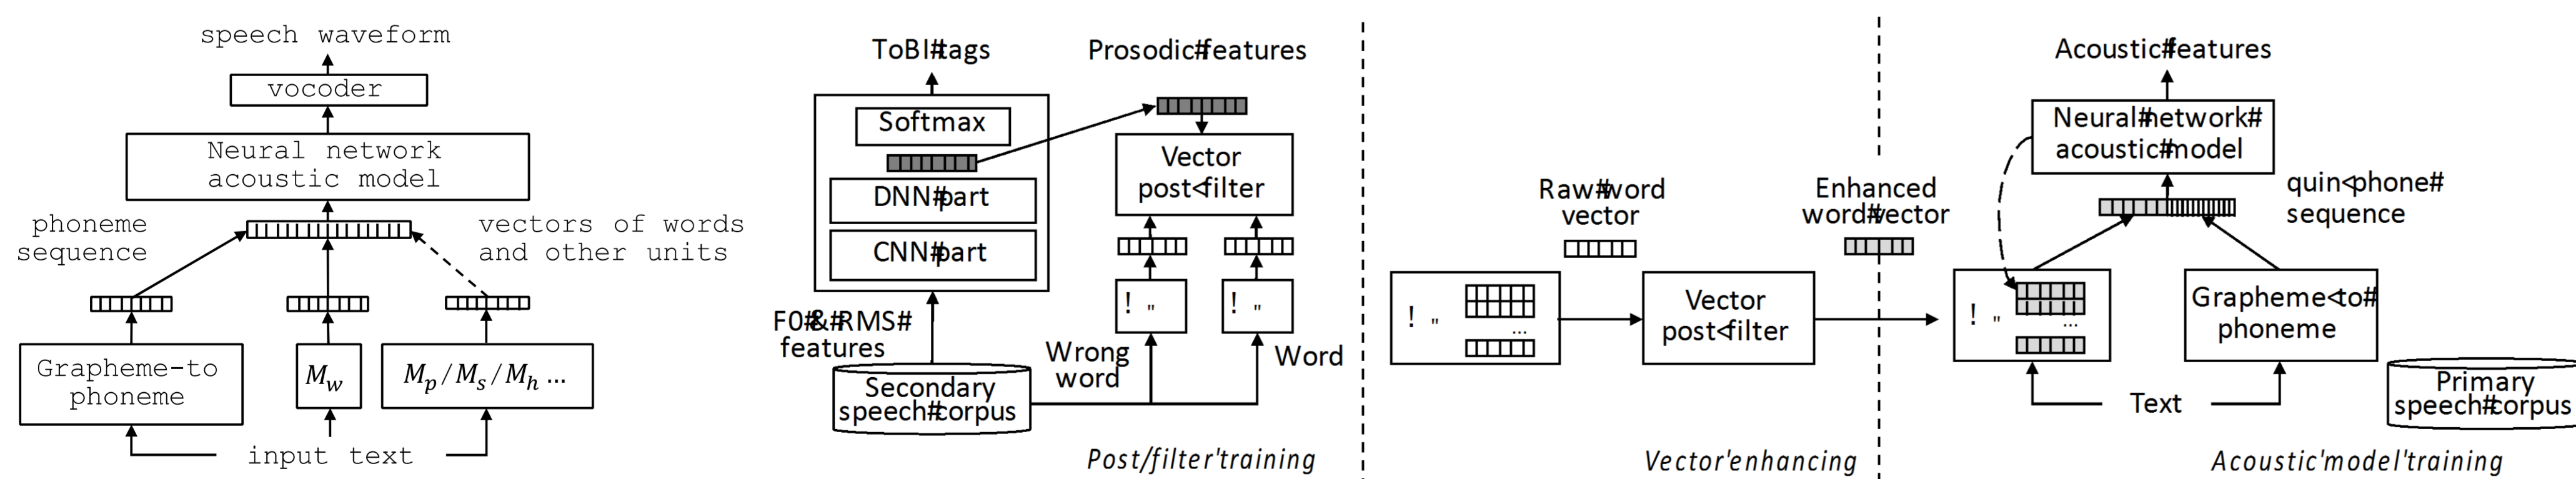 speech waveform
vocoder
Neural network
acoustic model
phoneme
sequence
vectors of words
and other units
Grapheme-to
phoneme
M_w
M_p/M_s/M_h ...
input text
ToBI#tags
Prosodic#features
Softmax
DNN#part
CNN#part
Vector
post<filter
! "
! "
F0#&#RMS#
features
Wrong
word
Word
Secondary
speech#corpus
Post/filter'training
Raw#word
vector
Enhanced
word#vector
! "
...
Vector
post<filter
Vector'enhancing
Acoustic#features
Neural#network#
acoustic#model
quin<phone#
sequence
! "
...
Grapheme<to#
phoneme
Text
Primary
speech#corpus
Acoustic'model'training